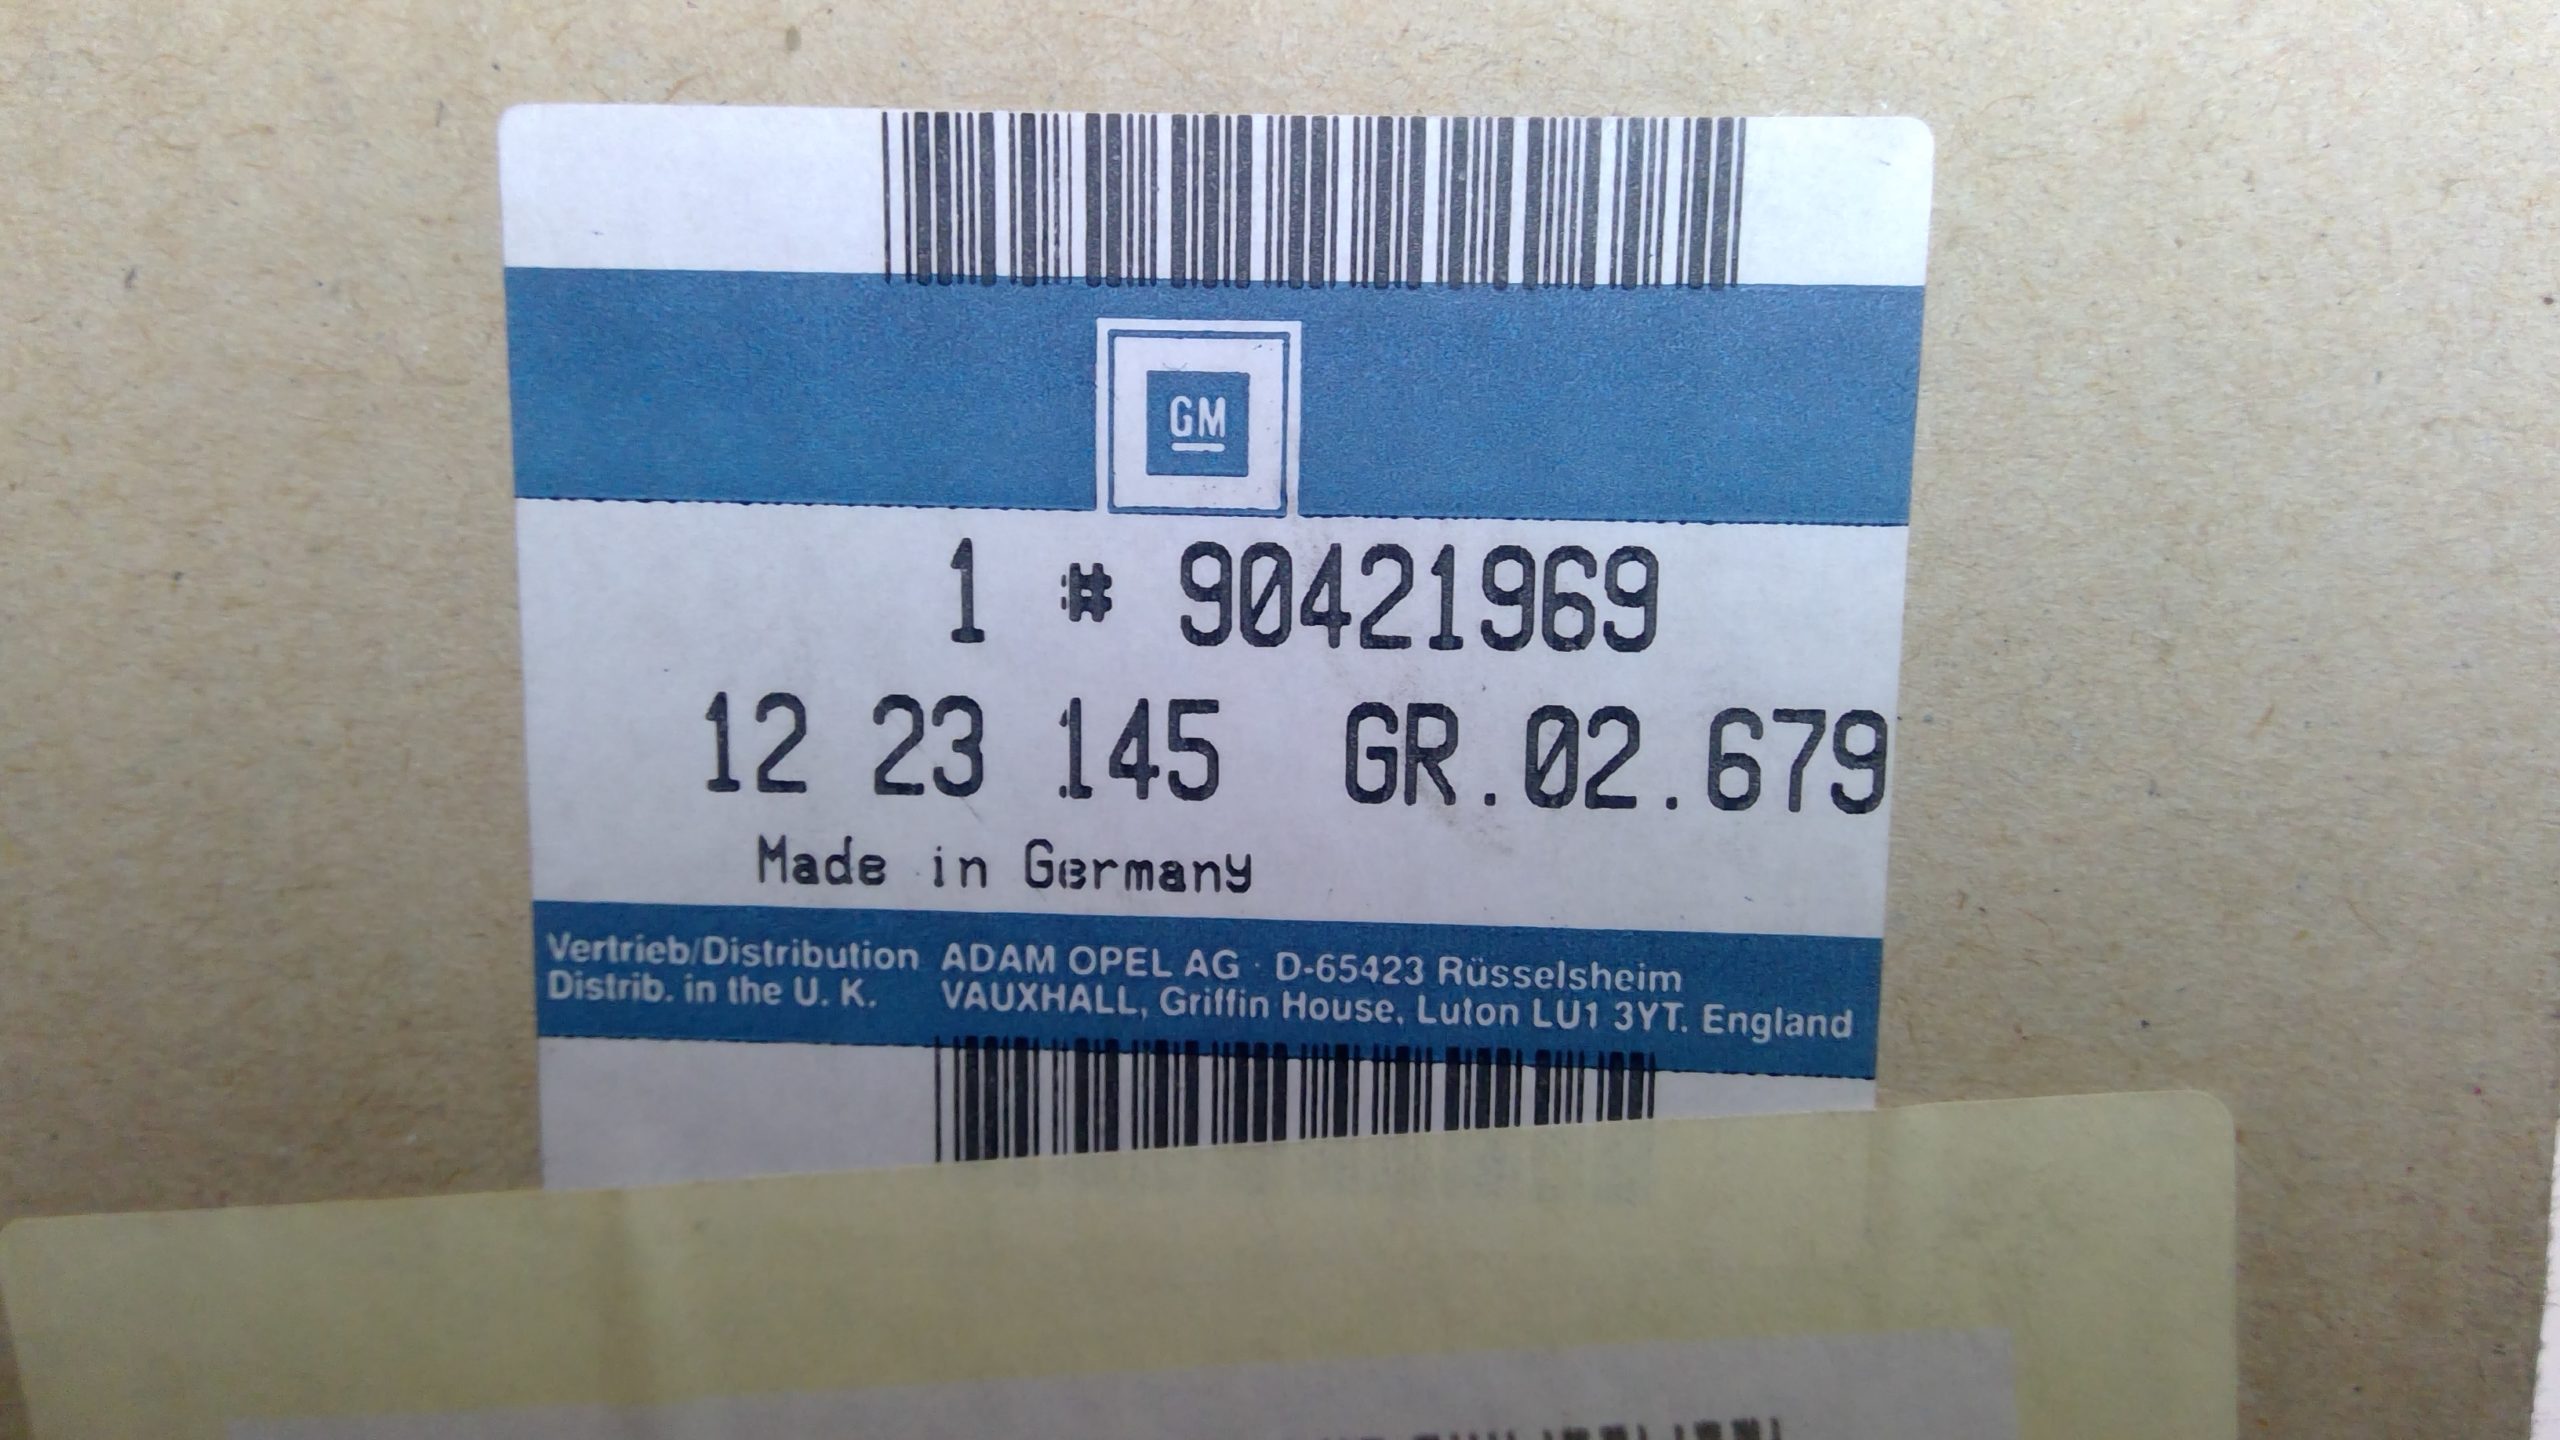 GM
1 # 90421969
12 23 145 GR.02.679
Made in Germany
Vertrieb/Distribution ADAM OPEL AG · D-65423 Rüsselsheim
Distrib. in the U. K. VAUXHALL, Griffin House, Luton LU1 3YT. England